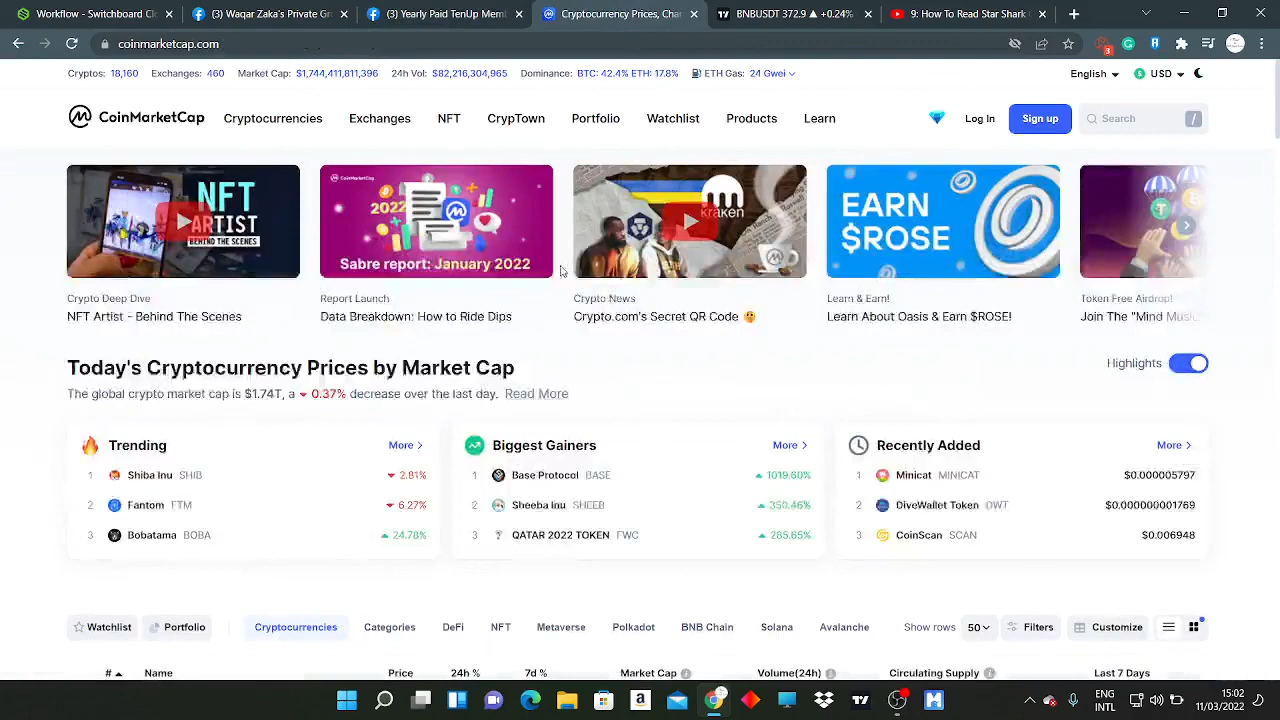 Workflow - Beincrypto CL
(3) (Waqar Zaka's Private Gro
(3) Yearly Paid TenUp Memb
Cryptocurrency Prices, Char
BNBUSDT 372.9 ▲ +0.24%
9: How To Read Star Shark C
coinmarketcap.com
3
Cryptos: 18,160 Exchanges: 460 Market Cap: $1,744,411,811,396 24h Vol: $82,216,304,965 Dominance: BTC: 42.4% ETH: 17.8% ETH Gas: 24 Gwei
English USD
CoinMarketCap Cryptocurrencies Exchanges NFT CrypTown Portfolio Watchlist Products Learn
Log In Sign up Search /
NFT
ARTIST
BEHIND THE SCENES
CoinMarketCap
2022
Sabre report: January 2022
kraken
EARN
$ROSE
Crypto Deep Dive
NFT Artist - Behind The Scenes
Report Launch
Data Breakdown: How to Ride Dips
Crypto News
Crypto.com's Secret QR Code 🤫
Learn & Earn!
Learn About Oasis & Earn $ROSE!
Token Free Airdrop!
Join The "Mind Music
Today's Cryptocurrency Prices by Market Cap
Highlights
The global crypto market cap is $1.74T, a ▼ 0.37% decrease over the last day. Read More
Trending More >
1 Shiba Inu SHIB ▼ 2.81%
2 Fantom FTM ▼ 6.27%
3 Bobatama BOBA ▲ 24.78%
Biggest Gainers More >
1 Base Protocol BASE ▲ 1019.60%
2 Sheeba Inu SHEEB ▲ 350.46%
3 QATAR 2022 TOKEN FWC ▲ 285.65%
Recently Added More >
1 Minicat MINICAT $0.000005797
2 DiveWallet Token DWT $0.000000001769
3 CoinScan SCAN $0.006948
Watchlist Portfolio Cryptocurrencies Categories DeFi NFT Metaverse Polkadot BNB Chain Solana Avalanche Show rows 50 Filters Customize
# ▲ Name Price 24h % 7d % Market Cap Volume(24h) Circulating Supply Last 7 Days
ENG
INTL
15:02
11/03/2022